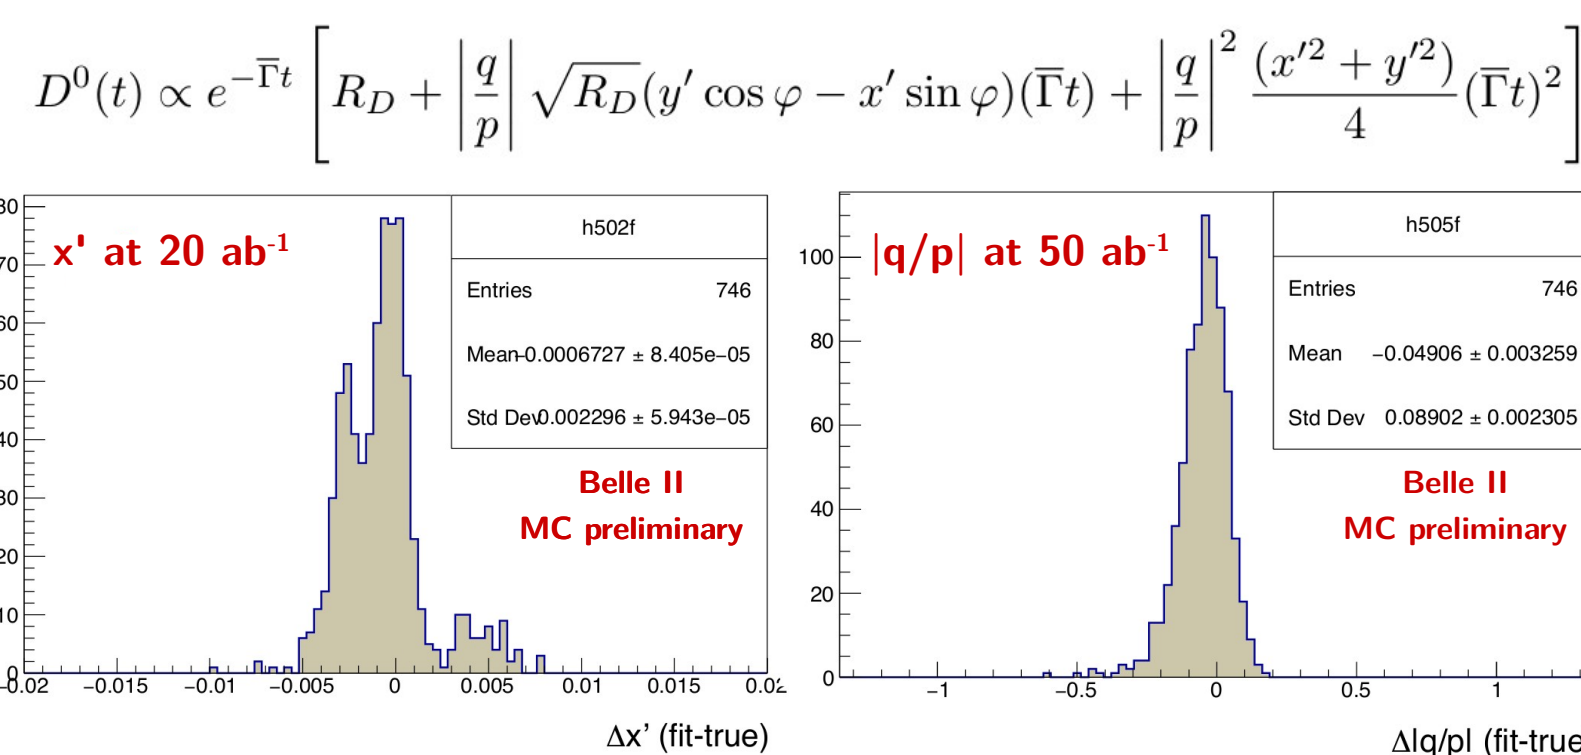 D⁰(t) ∝ e^{−Γ̅t} [ R_D + |q/p| √R_D (y′ cos φ − x′ sin φ)(Γ̅t) + |q/p|² (x′² + y′²)/4 (Γ̅t)² ]
x' at 20 ab-1
h502f
Entries 746
Mean −0.0006727 ± 8.405e−05
Std Dev 0.002296 ± 5.943e−05
Belle II
MC preliminary
80
70
60
50
40
30
20
10
0
−0.02 −0.015 −0.01 −0.005 0 0.005 0.01 0.015 0.02
Δx' (fit-true)
|q/p| at 50 ab-1
h505f
Entries 746
Mean −0.04906 ± 0.003259
Std Dev 0.08902 ± 0.002305
Belle II
MC preliminary
100
80
60
40
20
0
−1 −0.5 0 0.5 1
Δ|q/p| (fit-true